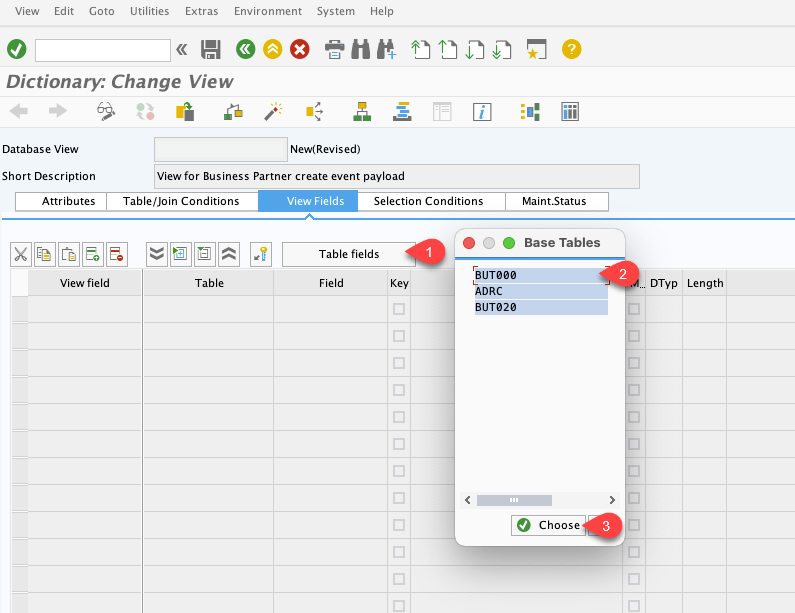 View Edit Goto Utilities Extras Environment System Help
Dictionary: Change View
Database View New(Revised)
Short Description View for Business Partner create event payload
Attributes Table/Join Conditions View Fields Selection Conditions Maint.Status
Table fields 1
Base Tables
View field Table Field Key M... DTyp Length
BUT000 2
ADRC
BUT020
Choose 3